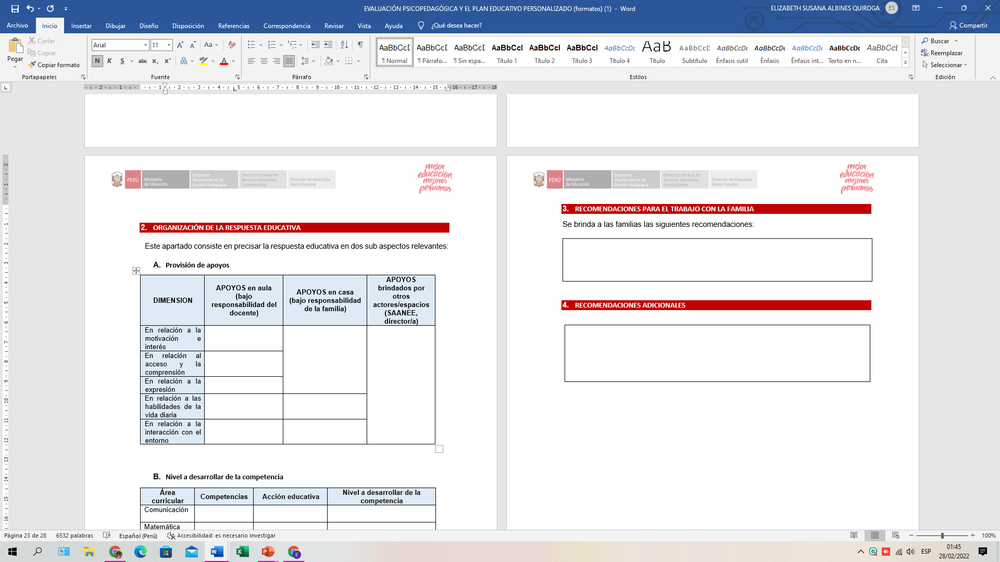 EVALUACIÓN PSICOPEDAGÓGICA Y EL PLAN EDUCATIVO PERSONALIZADO (formatos) (1) - Word
ELIZABETH SUSANA ALBINES QUIROGA
ES
Archivo Inicio Insertar Dibujar Diseño Disposición Referencias Correspondencia Revisar Vista Ayuda ¿Qué desea hacer? Compartir
Pegar
Cortar
Copiar
Copiar formato
Portapapeles
Arial 11
N K S abc x₂ x²
Fuente
Párrafo
AaBbCcD AaBbCcD AaBbCcD AaBbCcI AaBbCcI AaBbCcI AaBbCcDc AaB AaBbCcD AaBbCcDc AaBbCcDc AaBbCcDc AaBbCcDc AaBbCcL
¶ Normal ¶ Párrafo... ¶ Sin espa... Título 1 Título 2 Título 3 Título 4 Título Subtítulo Énfasis sutil Énfasis Énfasis int... Texto en n... Cita
Estilos
Buscar
Reemplazar
Seleccionar
Edición
PERÚ
Ministerio
de Educación
Despacho
Viceministerial de
Gestión Pedagógica
Dirección General de
Servicios Educativos
Especializados
Dirección de Educación
Básica Especial
mejor
educación
mejores
peruan@s
2. ORGANIZACIÓN DE LA RESPUESTA EDUCATIVA
Este apartado consiste en precisar la respuesta educativa en dos sub aspectos relevantes:
A. Provisión de apoyos
DIMENSION
APOYOS en aula
(bajo
responsabilidad del
docente)
APOYOS en casa
(bajo responsabilidad
de la familia)
APOYOS
brindados por
otros
actores/espacios
(SAANEE,
director/a)
En relación a la
motivación e
interés
En relación al
acceso y la
comprensión
En relación a la
expresión
En relación a las
habilidades de la
vida diaria
En relación a la
interacción con el
entorno
B. Nivel a desarrollar de la competencia
Área
curricular
Competencias
Acción educativa
Nivel a desarrollar de la
competencia
Comunicación
Matemática
PERÚ
Ministerio
de Educación
Despacho
Viceministerial de
Gestión Pedagógica
Dirección General de
Servicios Educativos
Especializados
Dirección de Educación
Básica Especial
mejor
educación
mejores
peruan@s
3. RECOMENDACIONES PARA EL TRABAJO CON LA FAMILIA
Se brinda a las familias las siguientes recomendaciones:
4. RECOMENDACIONES ADICIONALES
Página 23 de 28 6532 palabras Español (Perú) Accesibilidad: es necesario investigar 100%
ESP
01:45
28/02/2022